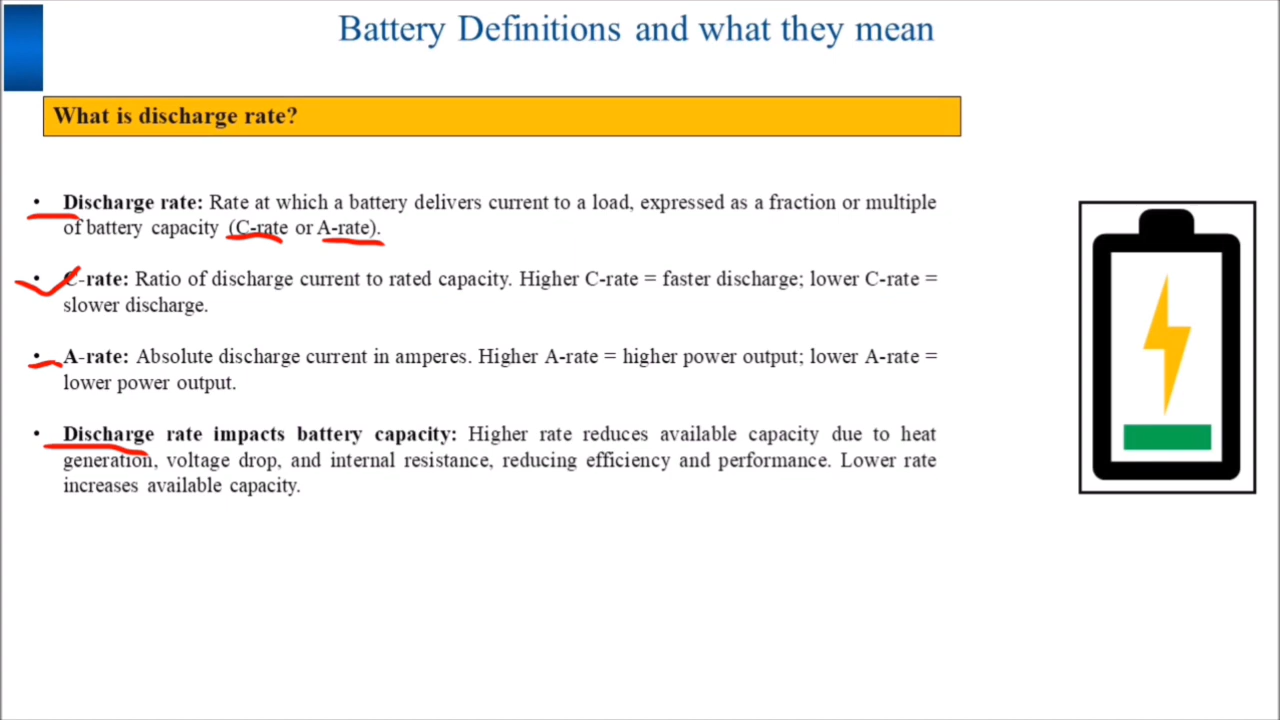 Battery Definitions and what they mean
What is discharge rate?
• Discharge rate: Rate at which a battery delivers current to a load, expressed as a fraction or multiple
of battery capacity (C-rate or A-rate).
• C-rate: Ratio of discharge current to rated capacity. Higher C-rate = faster discharge; lower C-rate =
slower discharge.
• A-rate: Absolute discharge current in amperes. Higher A-rate = higher power output; lower A-rate =
lower power output.
• Discharge rate impacts battery capacity: Higher rate reduces available capacity due to heat
generation, voltage drop, and internal resistance, reducing efficiency and performance. Lower rate
increases available capacity.